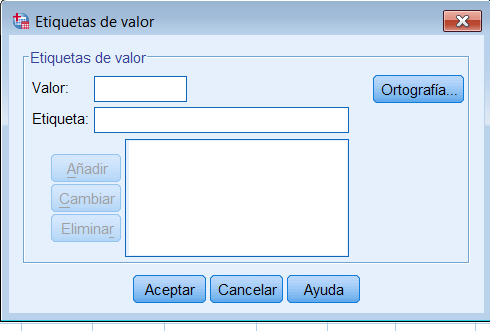 Etiquetas de valor
Etiquetas de valor
Valor:
Ortografía...
Etiqueta:
Añadir
Cambiar
Eliminar
Aceptar Cancelar Ayuda